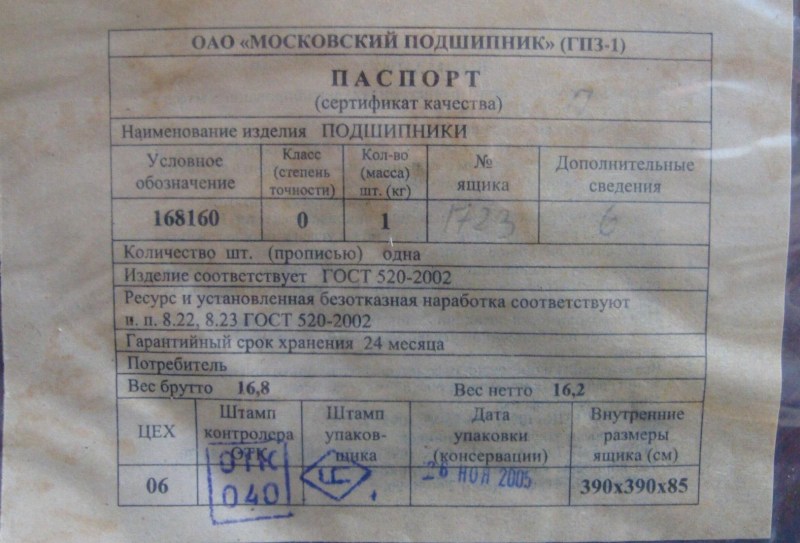 ОАО «МОСКОВСКИЙ ПОДШИПНИК» (ГПЗ-1)
ПАСПОРТ
(сертификат качества)
Наименование изделия ПОДШИПНИКИ
Условное обозначение
Класс (степень точности)
Кол-во (масса) шт. (кг)
№ ящика
Дополнительные сведения
168160 0 1 1723 6
Количество шт. (прописью) одна
Изделие соответствует ГОСТ 520-2002
Ресурс и установленная безотказная наработка соответствуют
п. п. 8.22, 8.23 ГОСТ 520-2002
Гарантийный срок хранения 24 месяца
Потребитель
Вес брутто 16,8 Вес нетто 16,2
ЦЕХ
Штамп контролера ОТК
Штамп упаковщика
Дата упаковки (консервации)
Внутренние размеры ящика (см)
06
ОТК
040
26 НОЯ 2005
390х390х85